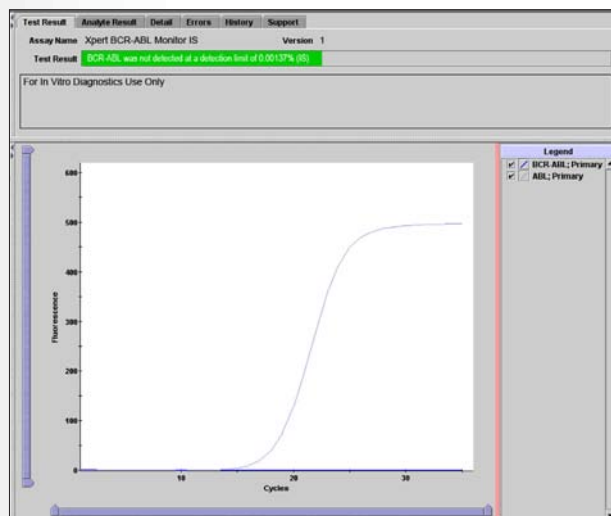 Test Result Analyte Result Detail Errors History Support
Assay Name Xpert BCR-ABL Monitor IS Version 1
Test Result BCR-ABL was not detected at a detection limit of 0.00137% (IS)
For In Vitro Diagnostics Use Only
Legend
BCR-ABL; Primary
ABL; Primary
600
500
400
300
200
100
0
Fluorescence
10 20 30
Cycles